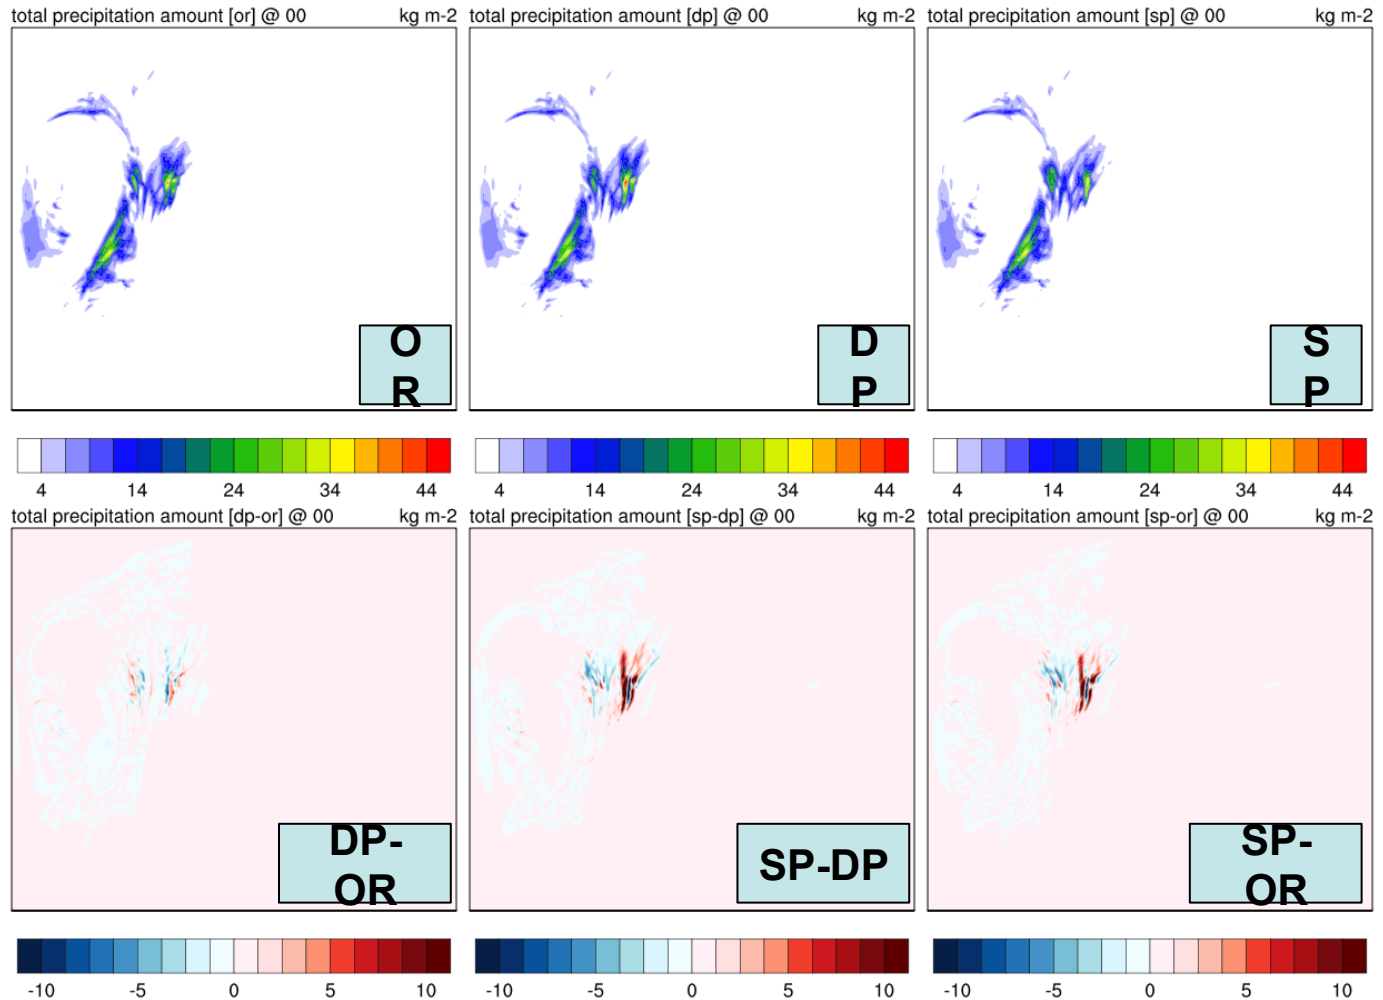 total precipitation amount [or] @ 00 kg m-2
total precipitation amount [dp] @ 00 kg m-2
total precipitation amount [sp] @ 00 kg m-2
O
R
D
P
S
P
4 14 24 34 44
4 14 24 34 44
4 14 24 34 44
total precipitation amount [dp-or] @ 00 kg m-2
total precipitation amount [sp-dp] @ 00 kg m-2
total precipitation amount [sp-or] @ 00 kg m-2
DP-
OR
SP-DP
SP-
OR
-10 -5 0 5 10
-10 -5 0 5 10
-10 -5 0 5 10